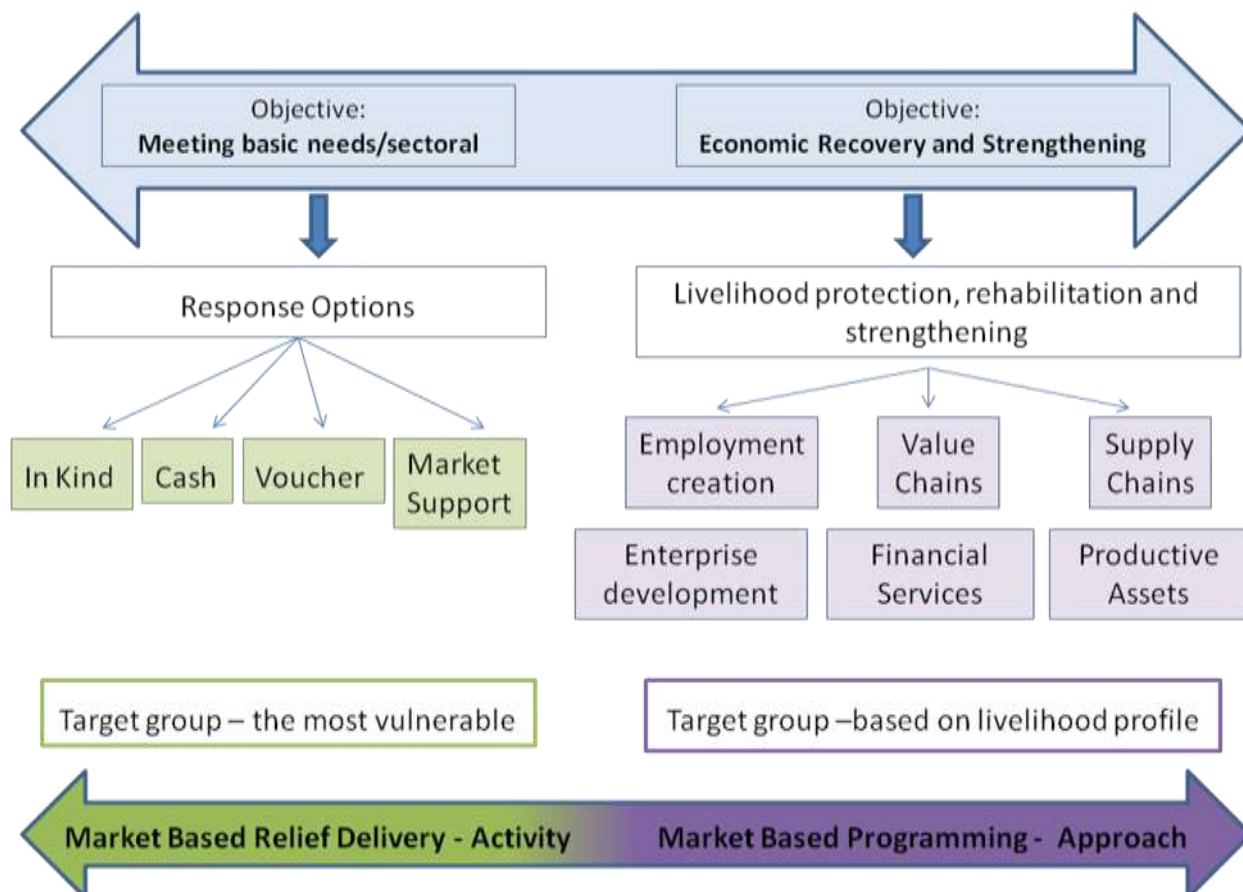 Objective:
Meeting basic needs/sectoral
Objective:
Economic Recovery and Strengthening
Response Options
Livelihood protection, rehabilitation and
strengthening
In Kind
Cash
Voucher
Market
Support
Employment
creation
Value
Chains
Supply
Chains
Enterprise
development
Financial
Services
Productive
Assets
Target group – the most vulnerable
Target group –based on livelihood profile
Market Based Relief Delivery - Activity
Market Based Programming - Approach